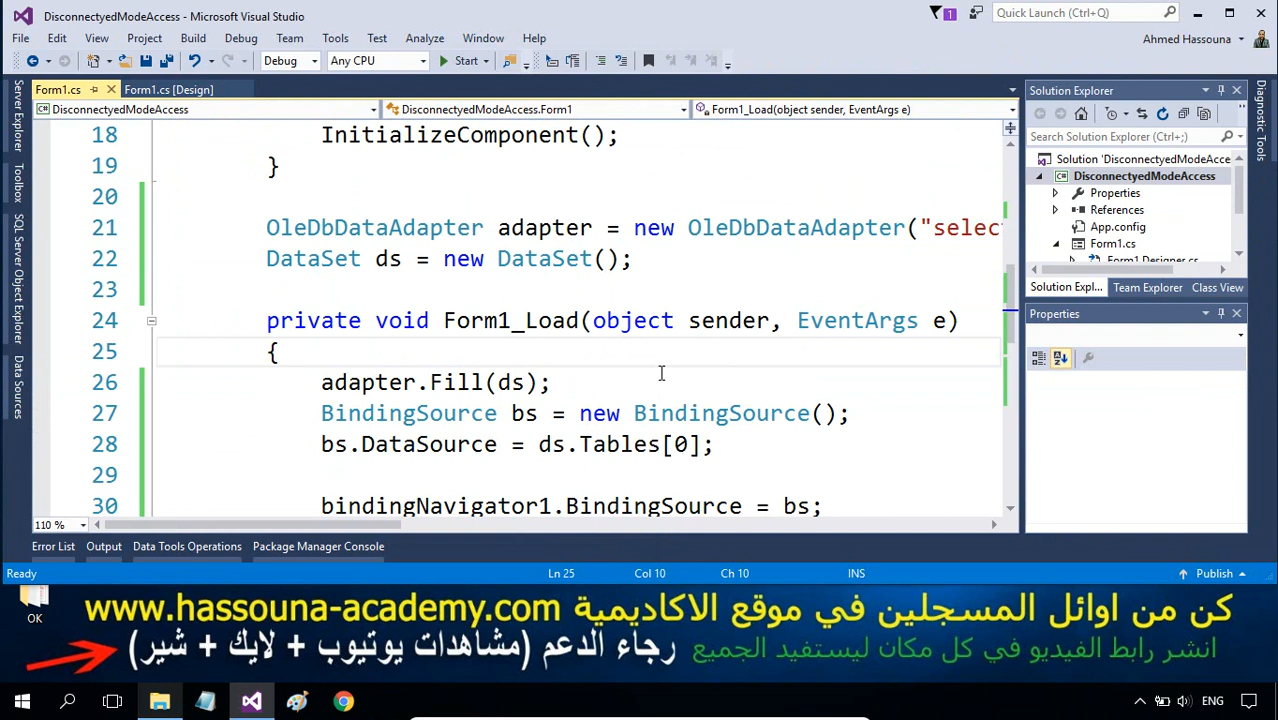 DisconnectyedModeAccess - Microsoft Visual Studio
1
Quick Launch (Ctrl+Q)
File Edit View Project Build Debug Team Tools Test Analyze Window Help
Ahmed Hassouna
Debug Any CPU Start
Form1.cs Form1.cs [Design]
DisconnectyedModeAccess DisconnectyedModeAccess.Form1 Form1_Load(object sender, EventArgs e)
18 InitializeComponent();
19 }
20
21 OleDbDataAdapter adapter = new OleDbDataAdapter("selec
22 DataSet ds = new DataSet();
23
24 private void Form1_Load(object sender, EventArgs e)
25 {
26 adapter.Fill(ds);
27 BindingSource bs = new BindingSource();
28 bs.DataSource = ds.Tables[0];
29
30 bindingNavigator1.BindingSource = bs;
110 %
Server Explorer
Toolbox
SQL Server Object Explorer
Data Sources
Solution Explorer
Search Solution Explorer (Ctrl+;)
Solution 'DisconnectyedModeAcce
DisconnectyedModeAccess
Properties
References
App.config
Form1.cs
Form1.Designer.cs
Solution Expl... Team Explorer Class View
Properties
Diagnostic Tools
Error List Output Data Tools Operations Package Manager Console
Ready Ln 25 Col 10 Ch 10 INS Publish
OK
كن من اوائل المسجلين في موقع الاكاديمية www.hassouna-academy.com
رجاء الدعم (مشاهدات يوتيوب + لايك + شير)
انشر رابط الفيديو في كل مكان ليستفيد الجميع
ENG